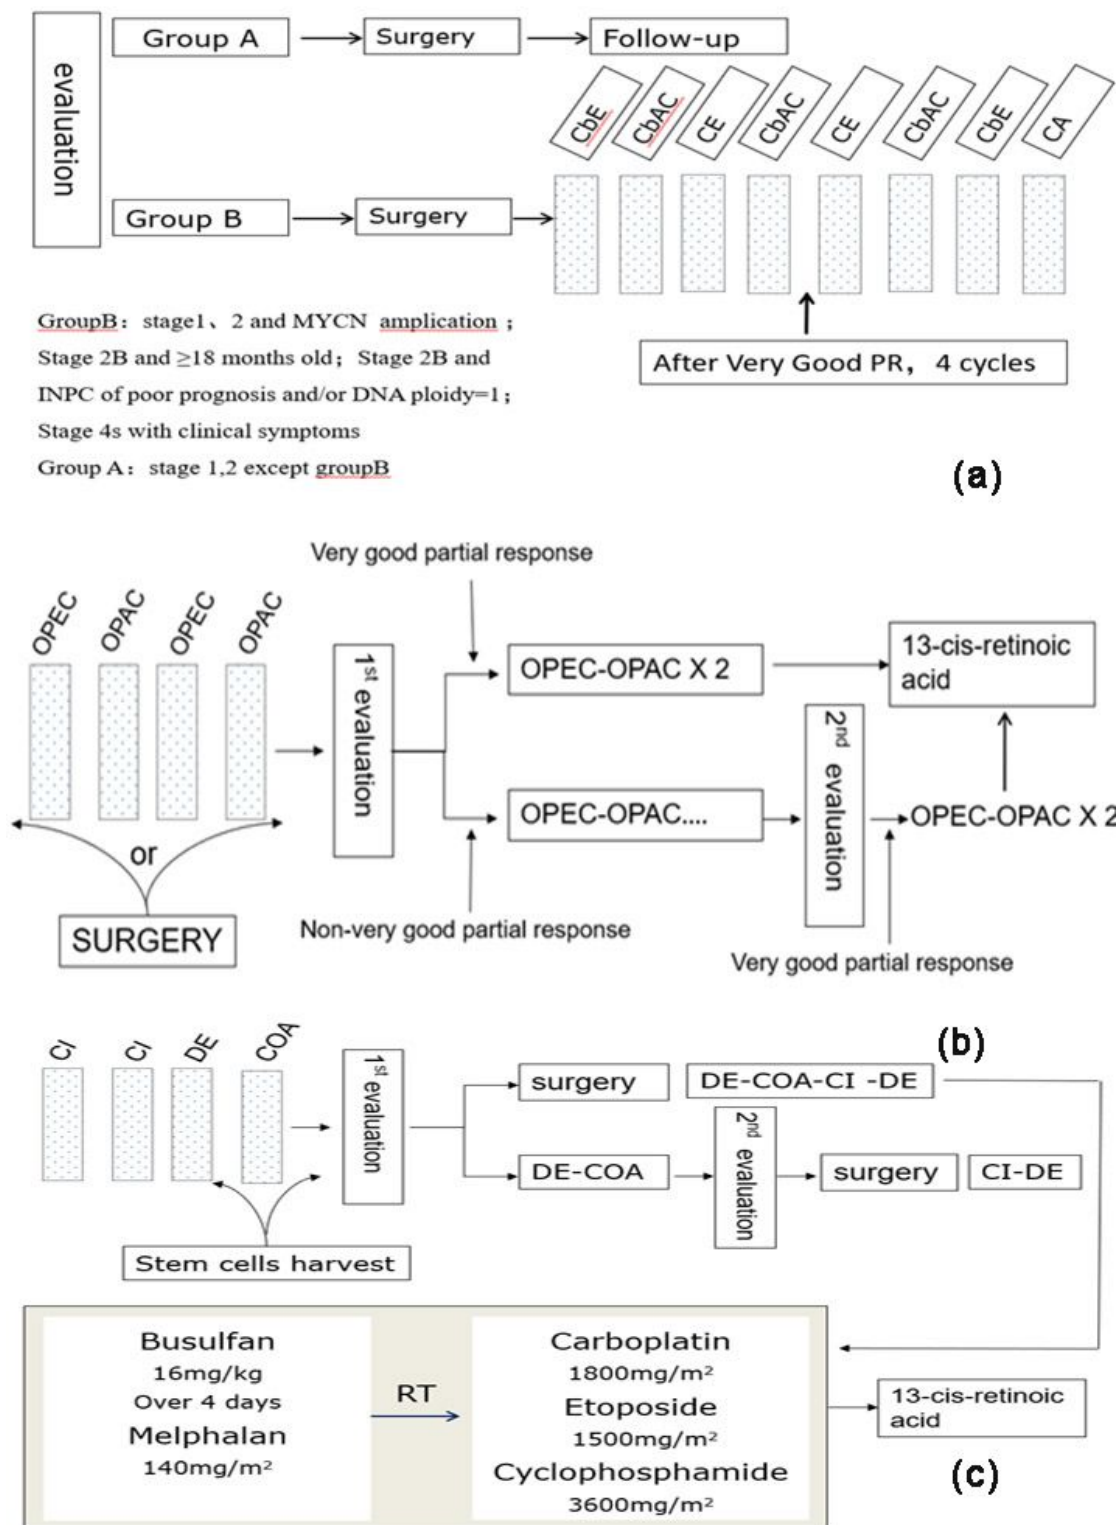 evaluation
Group A
Surgery
Follow-up
CbE
CbAC
CE
CbAC
CE
CbAC
CbE
CA
Group B
Surgery
After Very Good PR，4 cycles
GroupB：stage1、2 and MYCN amplication；
Stage 2B and ≥18 months old；Stage 2B and
INPC of poor prognosis and/or DNA ploidy=1；
Stage 4s with clinical symptoms
Group A：stage 1,2 except groupB
(a)
Very good partial response
OPEC
OPAC
OPEC
OPAC
1st evaluation
OPEC-OPAC X 2
13-cis-retinoic
acid
OPEC-OPAC....
2nd evaluation
OPEC-OPAC X 2
or
SURGERY
Non-very good partial response
Very good partial response
(b)
CI
CI
DE
COA
1st evaluation
surgery
DE-COA-CI -DE
DE-COA
2nd evaluation
surgery
CI-DE
Stem cells harvest
Busulfan
16mg/kg
Over 4 days
Melphalan
140mg/m²
RT
Carboplatin
1800mg/m²
Etoposide
1500mg/m²
Cyclophosphamide
3600mg/m²
13-cis-retinoic
acid
(c)